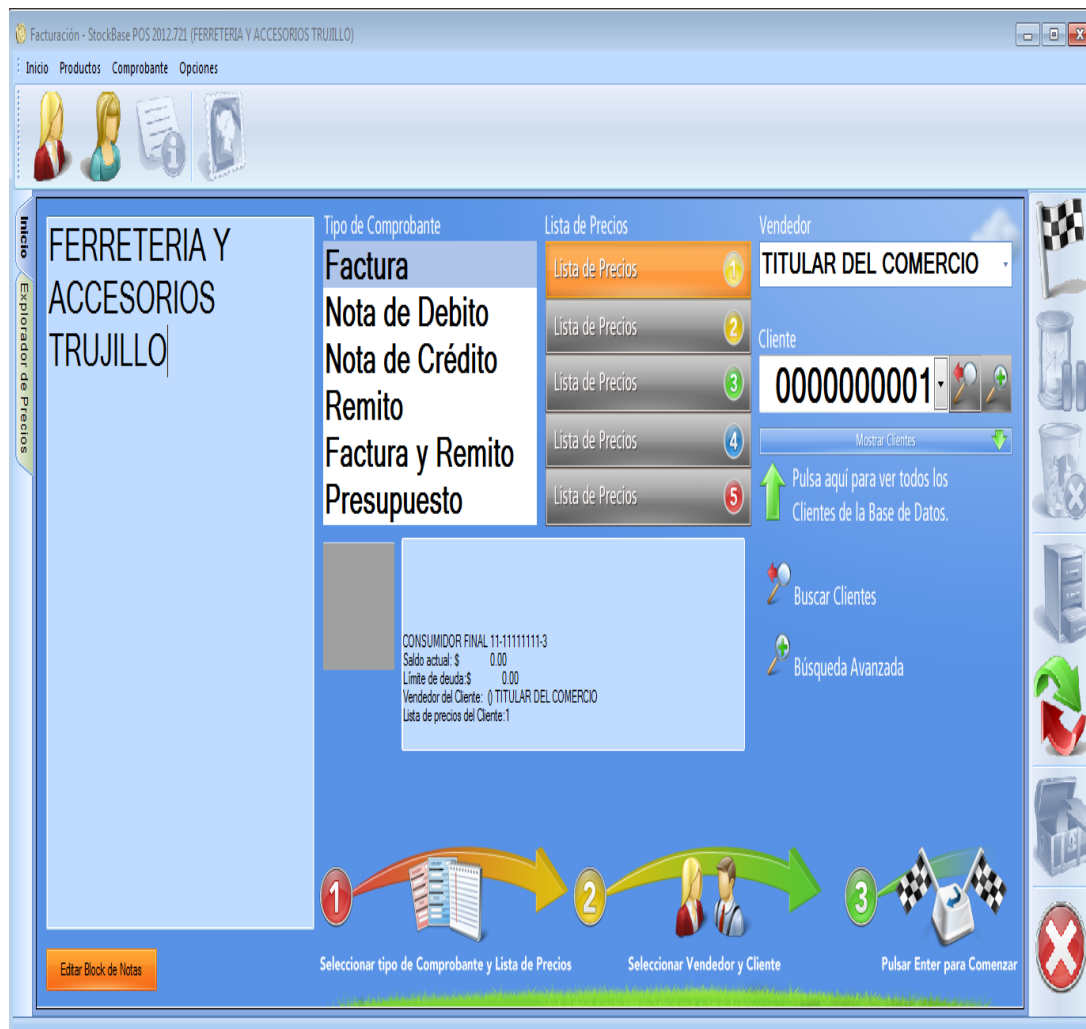 Facturación - StockBase POS 2012.721 (FERRETERIA Y ACCESORIOS TRUJILLO)
Inicio Productos Comprobante Opciones
Inicio
Explorador de Precios
FERRETERIA Y
ACCESORIOS
TRUJILLO
Editar Block de Notas
Tipo de Comprobante
Factura
Nota de Debito
Nota de Crédito
Remito
Factura y Remito
Presupuesto
Lista de Precios
Lista de Precios 1
Lista de Precios 2
Lista de Precios 3
Lista de Precios 4
Lista de Precios 5
Vendedor
TITULAR DEL COMERCIO
Cliente
0000000001
Mostrar Clientes
Pulsa aquí para ver todos los
Clientes de la Base de Datos.
Buscar Clientes
Búsqueda Avanzada
CONSUMIDOR FINAL 11-11111111-3
Saldo actual: $ 0.00
Límite de deuda:$ 0.00
Vendedor del Cliente: () TITULAR DEL COMERCIO
Lista de precios del Cliente:1
1
Seleccionar tipo de Comprobante y Lista de Precios
2
Seleccionar Vendedor y Cliente
3
Pulsar Enter para Comenzar